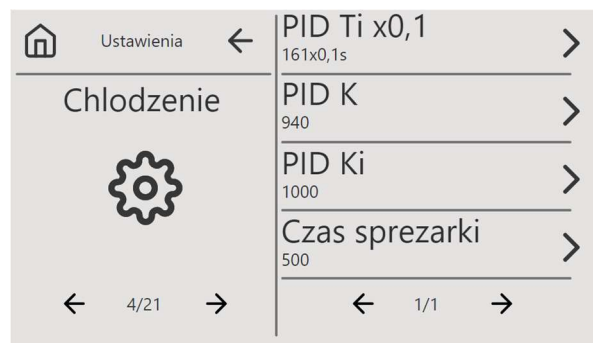 Ustawienia
Chlodzenie
4/21
PID Ti x0,1
161x0,1s
PID K
940
PID Ki
1000
Czas sprezarki
500
1/1